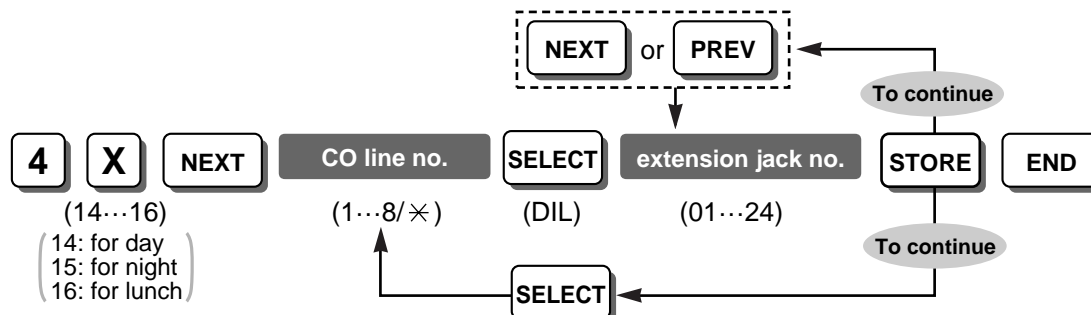 NEXT or PREV
To continue
4 X NEXT CO line no. SELECT extension jack no. STORE END
(14···16) (1···8/✳) (DIL) (01···24)
14: for day
15: for night
16: for lunch
To continue
SELECT